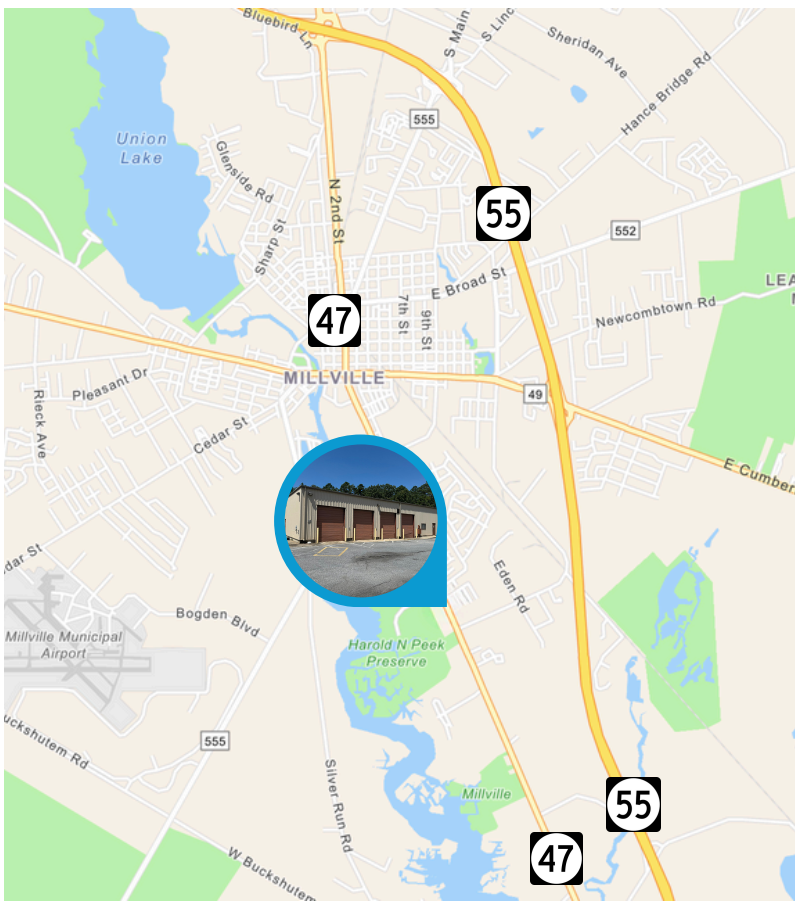 Bluebird Ln
S Main
S Linc
Sheridan Ave
Hance Bridge Rd
555
Union
Lake
Glenside Rd
N 2nd St
55
552
Sharp St
E Broad St
LEA
47
7th St
9th St
Newcombtown Rd
MILLVILLE
Pleasant Dr
49
Rieck Ave
Cedar St
E Cumber
dar St
Eden Rd
Bogden Blvd
Millville Municipal
Airport
Harold N Peek
Preserve
Buckshutem Rd
555
Silver Run Rd
Millville
55
47
W Buckshutem